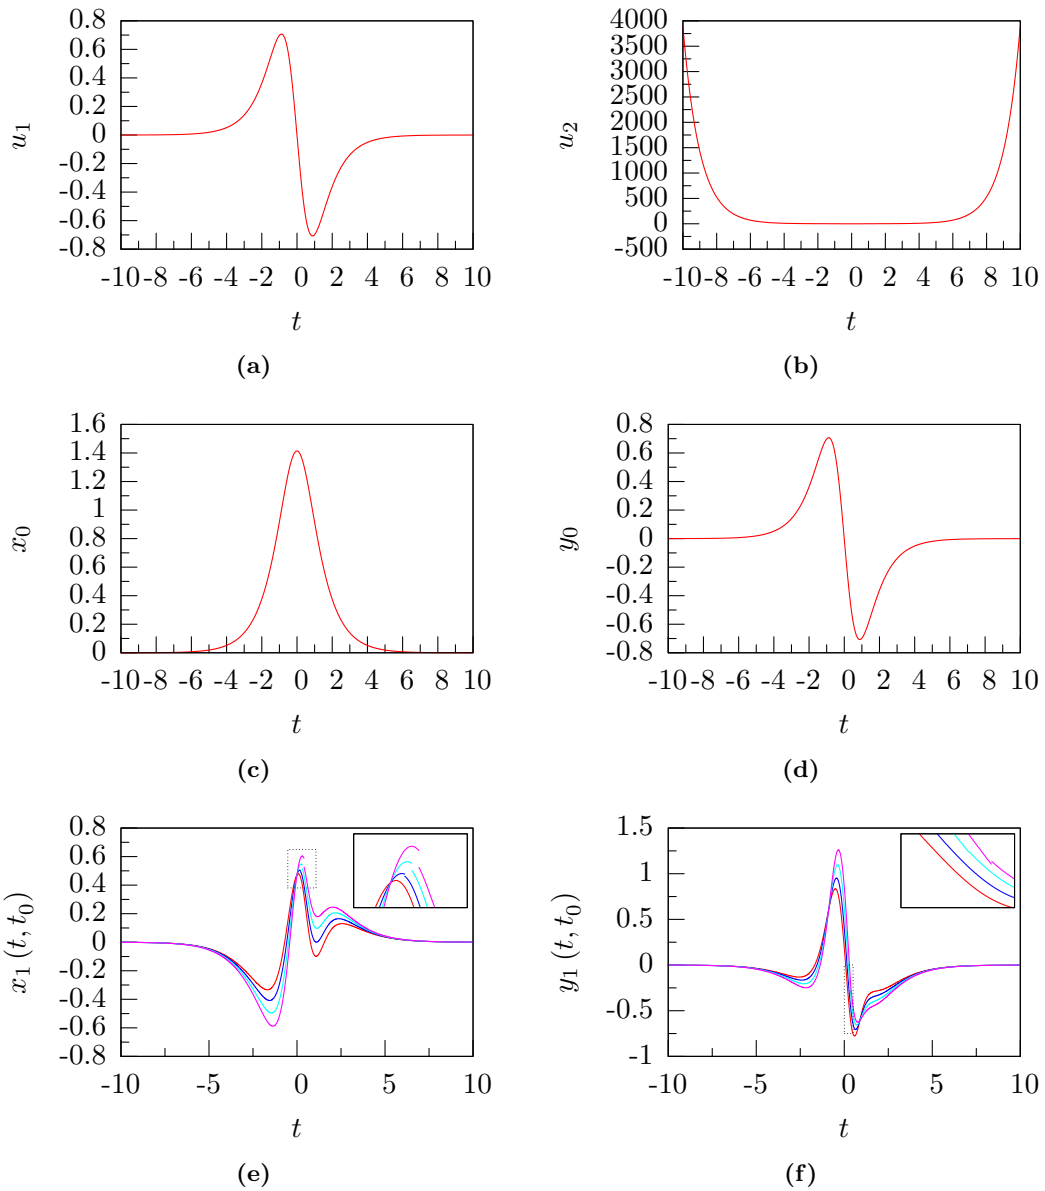 0.8
0.6
0.4
0.2
0
-0.2
-0.4
-0.6
-0.8
u₁
-10 -8 -6 -4 -2 0 2 4 6 8 10
t
(a)
4000
3500
3000
2500
2000
1500
1000
500
0
-500
u₂
-10 -8 -6 -4 -2 0 2 4 6 8 10
t
(b)
1.6
1.4
1.2
1
0.8
0.6
0.4
0.2
0
x₀
-10 -8 -6 -4 -2 0 2 4 6 8 10
t
(c)
0.8
0.6
0.4
0.2
0
-0.2
-0.4
-0.6
-0.8
y₀
-10 -8 -6 -4 -2 0 2 4 6 8 10
t
(d)
0.8
0.6
0.4
0.2
0
-0.2
-0.4
-0.6
-0.8
x₁ (t, t₀)
-10 -5 0 5 10
t
(e)
1.5
1
0.5
0
-0.5
-1
y₁ (t, t₀)
-10 -5 0 5 10
t
(f)